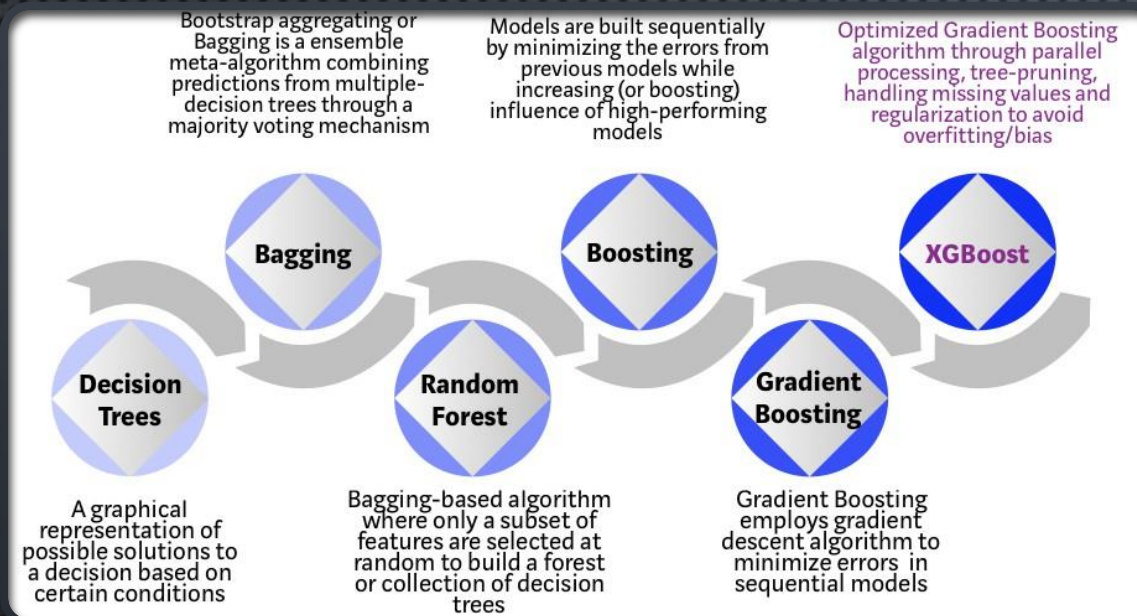 Bootstrap aggregating or
Bagging is a ensemble
meta-algorithm combining
predictions from multiple-
decision trees through a
majority voting mechanism
Models are built sequentially
by minimizing the errors from
previous models while
increasing (or boosting)
influence of high-performing
models
Optimized Gradient Boosting
algorithm through parallel
processing, tree-pruning,
handling missing values and
regularization to avoid
overfitting/bias
Bagging
Boosting
XGBoost
Decision
Trees
Random
Forest
Gradient
Boosting
A graphical
representation of
possible solutions to
a decision based on
certain conditions
Bagging-based algorithm
where only a subset of
features are selected at
random to build a forest
or collection of decision
trees
Gradient Boosting
employs gradient
descent algorithm to
minimize errors in
sequential models